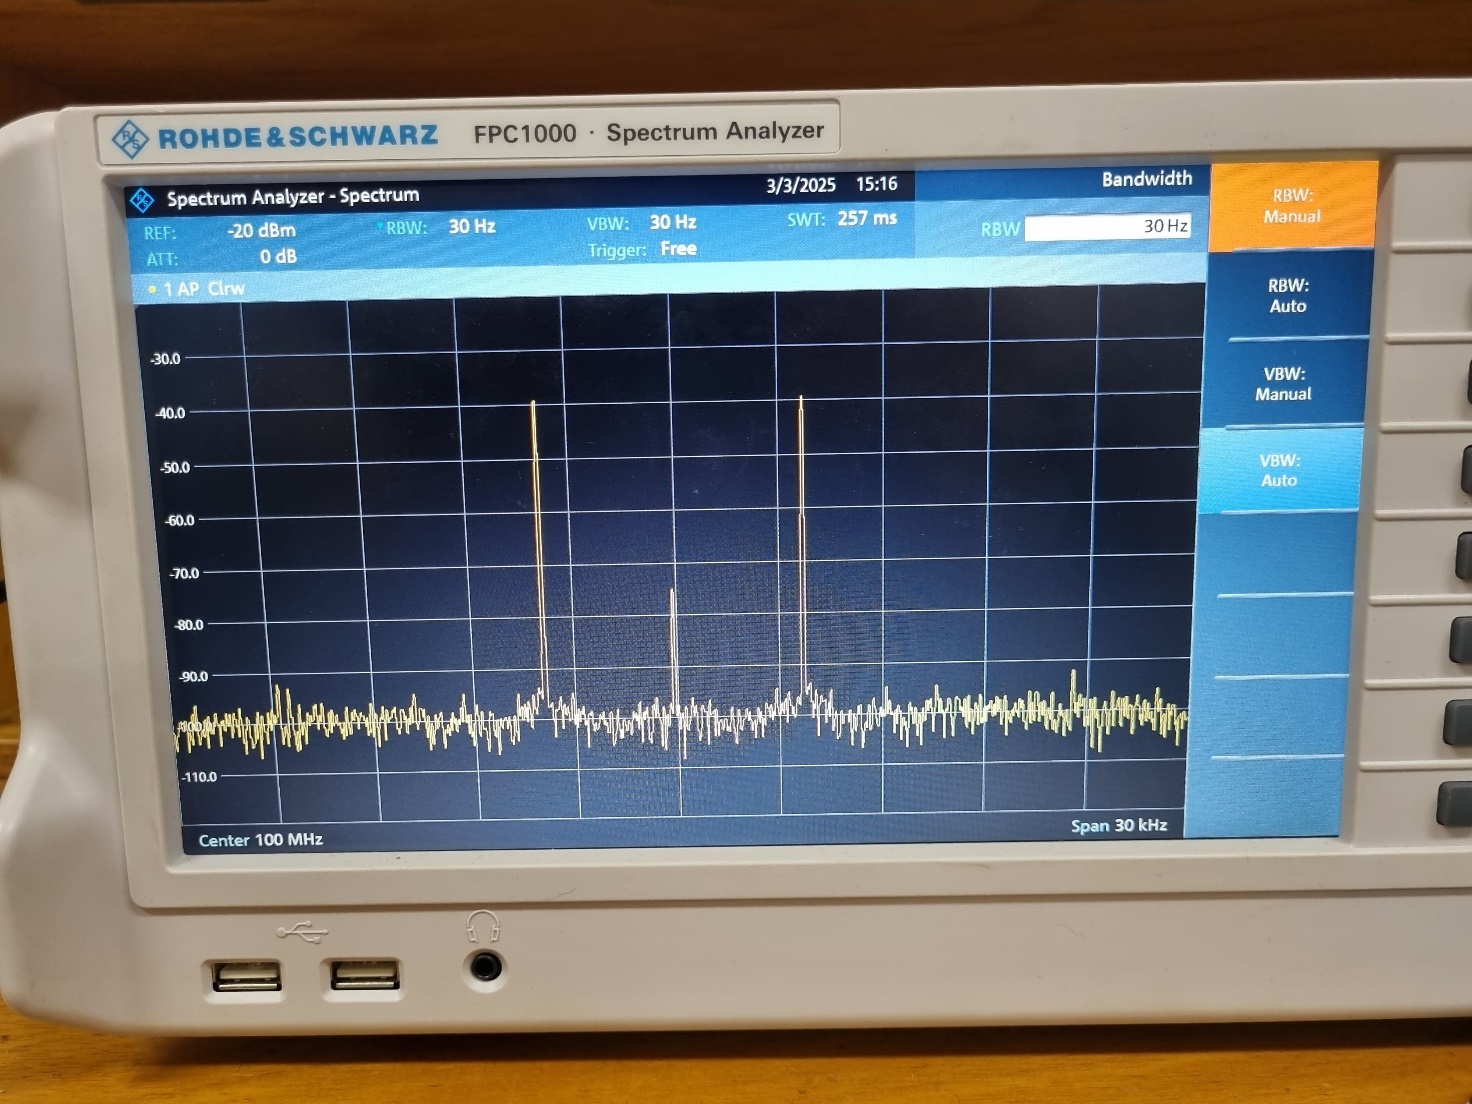 ROHDE&SCHWARZ FPC1000 · Spectrum Analyzer
Spectrum Analyzer - Spectrum 3/3/2025 15:16 Bandwidth
REF: -20 dBm RBW: 30 Hz VBW: 30 Hz SWT: 257 ms RBW 30 Hz
ATT: 0 dB Trigger: Free
1 AP Clrw
RBW:
Manual
RBW:
Auto
VBW:
Manual
VBW:
Auto
-30.0
-40.0
-50.0
-60.0
-70.0
-80.0
-90.0
-100.0
-110.0
Center 100 MHz Span 30 kHz